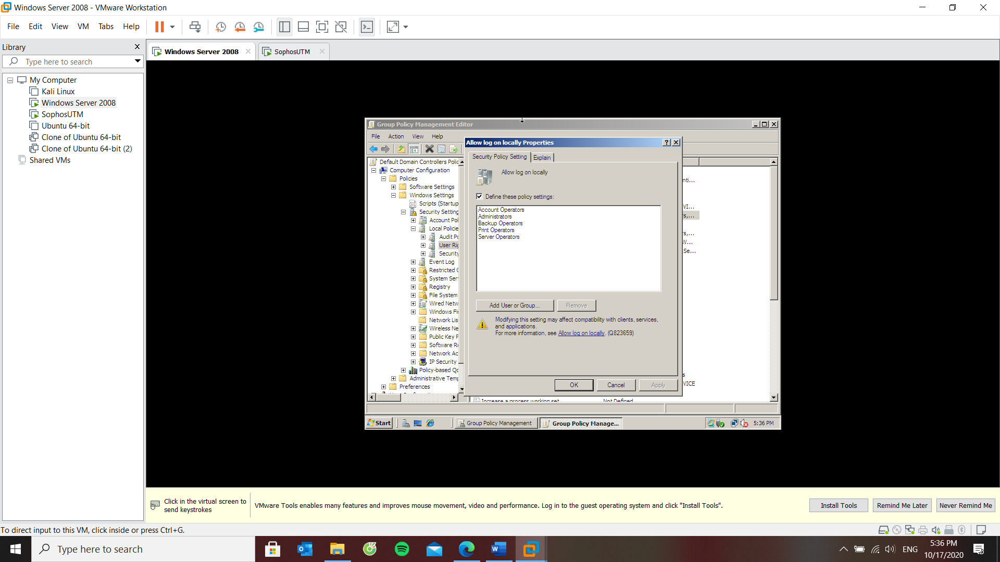 Windows Server 2008 - VMware Workstation
File Edit View VM Tabs Help
Library
Type here to search
My Computer
Kali Linux
Windows Server 2008
SophosUTM
Ubuntu 64-bit
Clone of Ubuntu 64-bit
Clone of Ubuntu 64-bit (2)
Shared VMs
Windows Server 2008
SophosUTM
Group Policy Management Editor
File Action View Help
Default Domain Controllers Polic
Computer Configuration
Policies
Software Settings
Windows Settings
Scripts (Startup
Security Setting
Account Pol
Local Policie
Audit Po
User Rig
Security
Event Log
Restricted G
System Ser
Registry
File System
Wired Netw
Windows Fir
Network Lis
Wireless Ne
Public Key P
Software Re
Network Ac
IP Security
Policy-based Qo
Administrative Temp
Preferences
Allow log on locally Properties
Security Policy Setting
Explain
Allow log on locally
Define these policy settings:
Account Operators
Administrators
Backup Operators
Print Operators
Server Operators
Add User or Group...
Remove
Modifying this setting may affect compatibility with clients, services,
and applications.
For more information, see Allow log on locally. (Q823659)
OK
Cancel
Apply
nti...
VI...
rs,...
rs,...
W...
Se...
s
VICE
Increase a process working set
Not Defined
Start
Group Policy Management
Group Policy Manage...
5:36 PM
Click in the virtual screen to
send keystrokes
VMware Tools enables many features and improves mouse movement, video and performance. Log in to the guest operating system and click "Install Tools".
Install Tools
Remind Me Later
Never Remind Me
To direct input to this VM, click inside or press Ctrl+G.
Type here to search
ENG
5:36 PM
10/17/2020